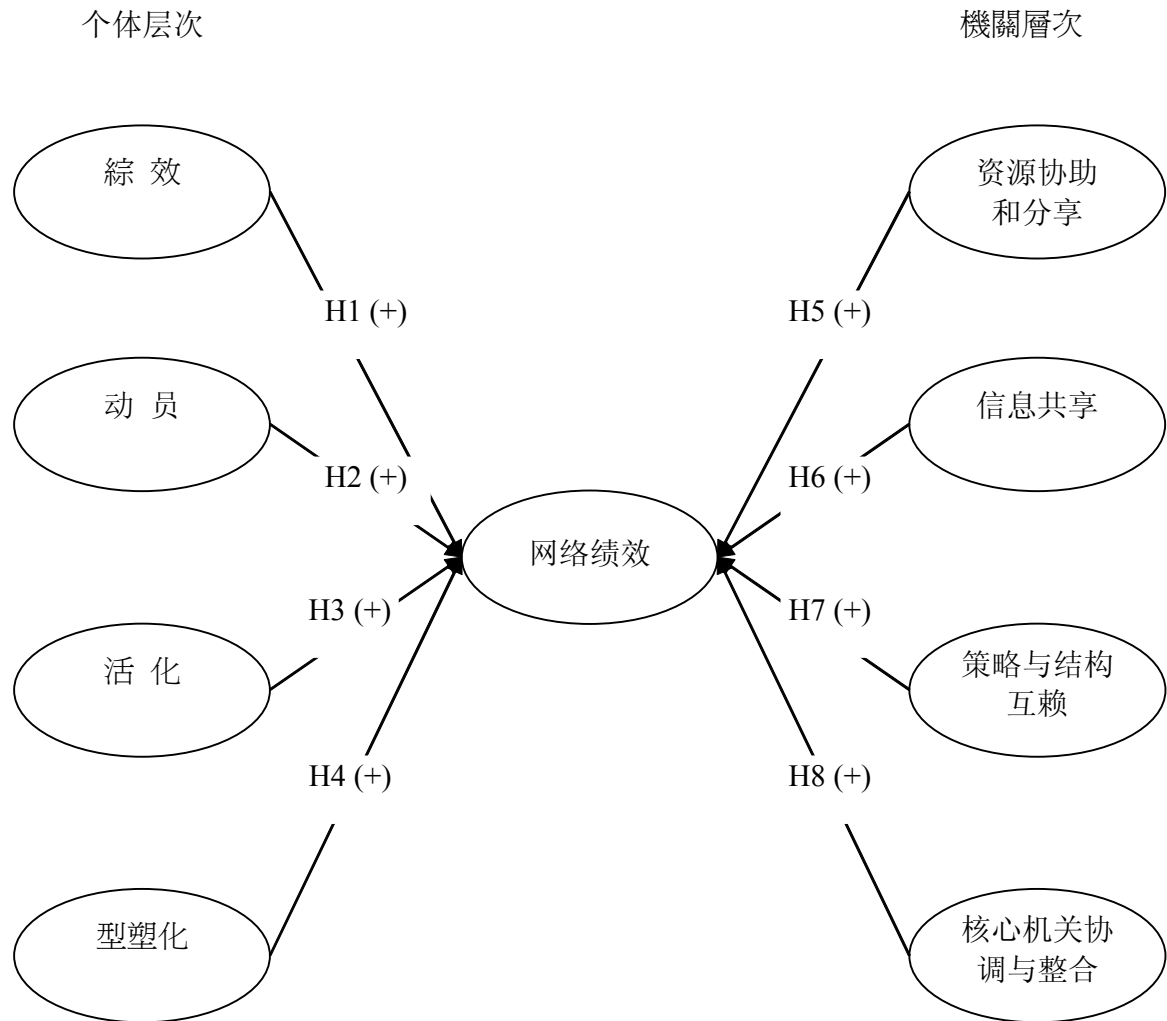 个体层次
機關層次
綜 效
资源协助
和分享
H1 (+)
H5 (+)
动 员
信息共享
H2 (+)
H6 (+)
网络绩效
H3 (+)
H7 (+)
活 化
策略与结构
互赖
H4 (+)
H8 (+)
型塑化
核心机关协
调与整合